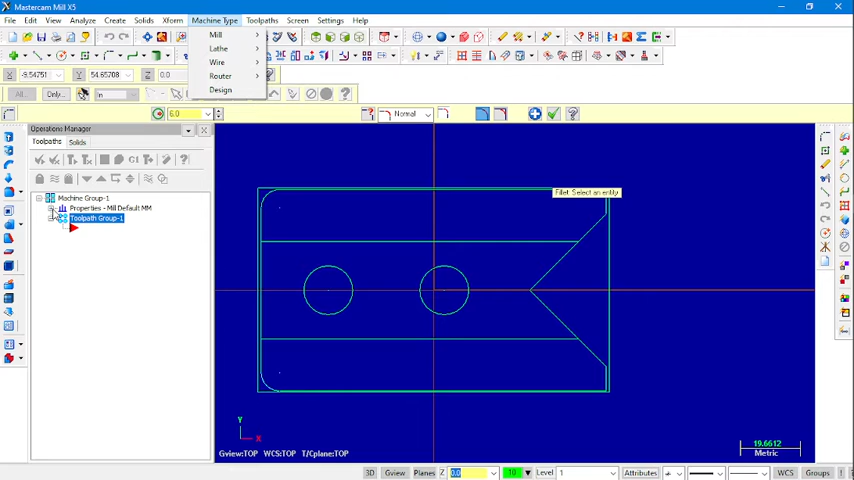 Mastercam Mill X5
File Edit View Analyze Create Solids Xform Machine Type Toolpaths Screen Settings Help
Mill
Lathe
Wire
Router
Design
X -9.54751 Y 54.65708 Z 0.0
All... Only... In
6.0 Normal
Operations Manager
Toolpaths Solids
G1
Machine Group-1
Properties - Mill Default MM
Toolpath Group-1
Fillet: Select an entity
Y
X
Gview:TOP WCS:TOP T/Cplane:TOP
19.6612
Metric
3D Gview Planes Z 0.0 10 Level 1 Attributes WCS Groups